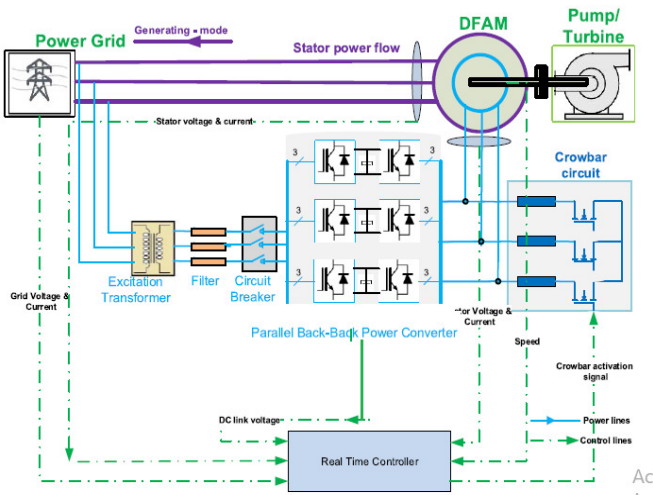 Power Grid
Generating - mode
Stator power flow
DFAM
Pump/
Turbine
Stator voltage & current
3
3
3
3
3
3
Crowbar
circuit
Excitation
Transformer
Filter
Circuit
Breaker
Grid Voltage &
Current
Voltage &
Current
Parallel Back-Back Power Converter
Speed
Crowbar activation
signal
DC link voltage
Power lines
Control lines
Real Time Controller
Ac